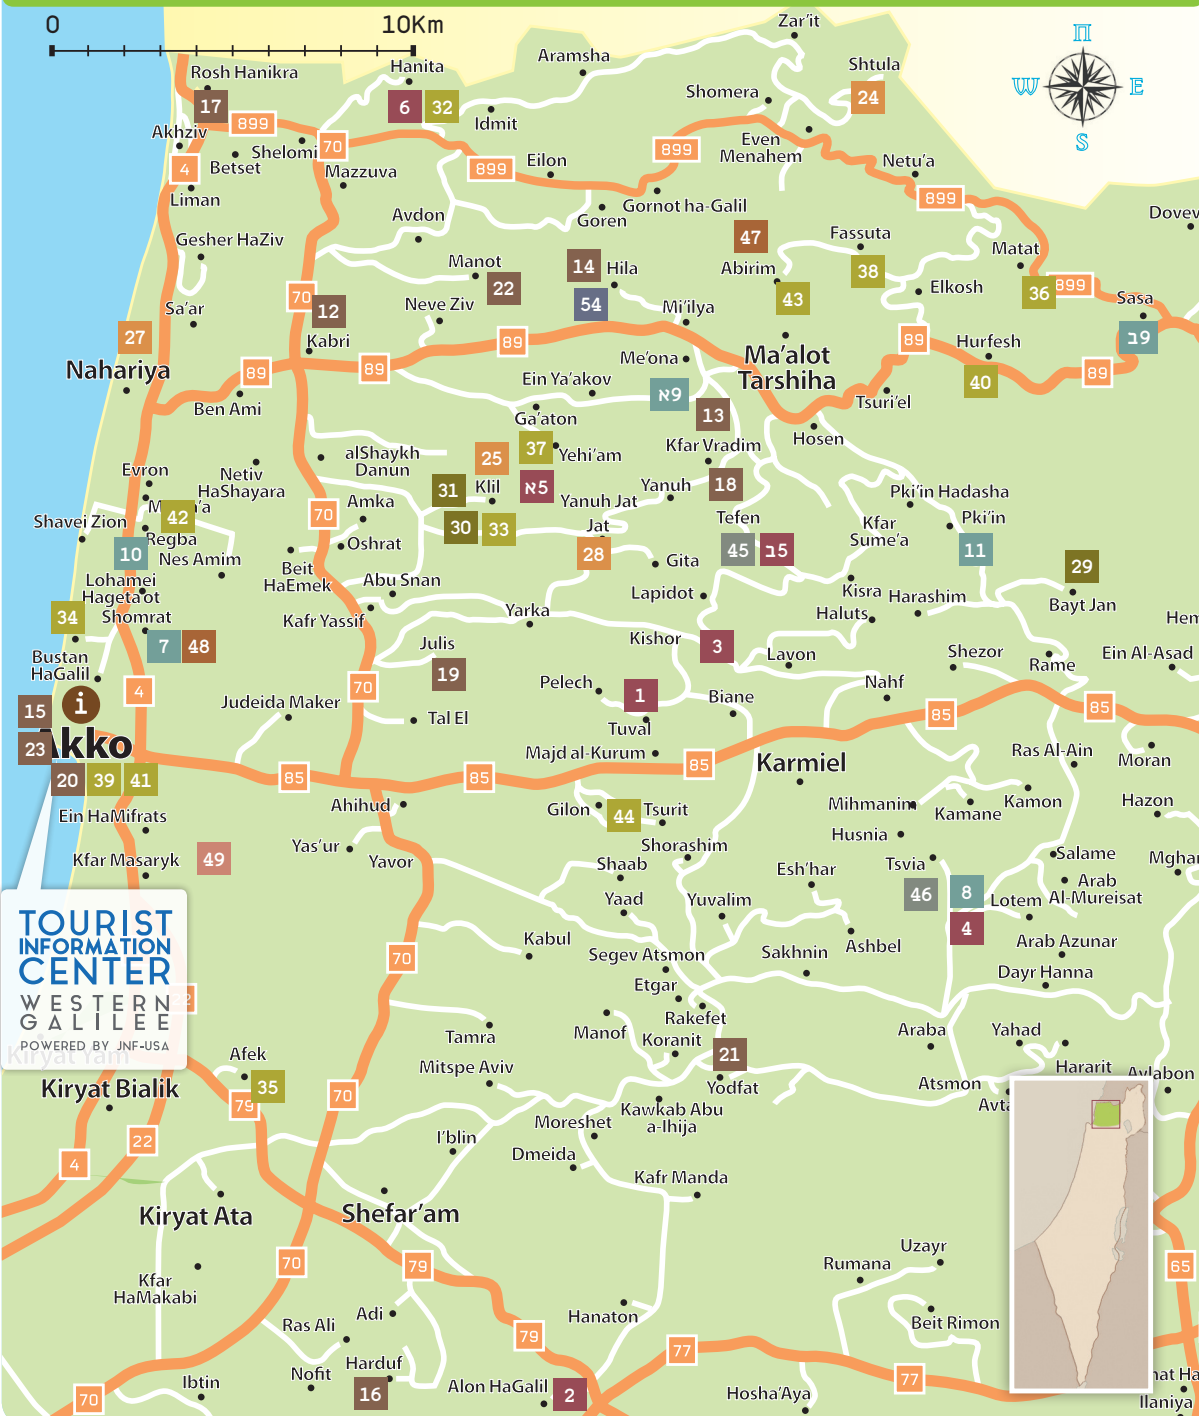 0 10Km
Zar'it
Π
W E
S
Aramsha
Rosh Hanikra
Hanita
Shtula
Shomera
17
6 32
24
Idmit
899
Akhziv
Shelomi
70
899
Even
Menahem
4
Betset
Mazzuva
899
Eilon
Netu'a
Liman
Gornot ha-Galil
899
Goren
Avdon
Dovev
Gesher HaZiv
47
Fassuta
Matat
Manot
14
Hila
Abirim
38
22
54
Elkosh
36
899
70
12
Neve Ziv
43
Sasa
Sa'ar
Mi'ilya
27
Kabri
89
89
Hurfesh
ב9
Nahariya
89
89
Me'ona
Ma'alot
Tarshiha
40
89
Ein Ya'akov
א9
Ben Ami
Ga'aton
13
Tsuri'el
Hosen
alShaykh
Danun
25
37
Yehi'am
Kfar Vradim
Evron
Netiv
HaShayara
31
Klil
א5
Yanuh
18
Pki'in Hadasha
42
Amka
Yanuh Jat
Shavei Zion
70
30
33
Jat
Tefen
Kfar
Sume'a
Pki'in
Regba
10
Nes Amim
Oshrat
28
Gita
45
ב5
11
Lohamei
Hageta'ot
Beit
HaEmek
Abu Snan
Lapidot
Kisra
Harashim
29
Bayt Jan
34
Shomrat
Kafr Yassif
Yarka
Haluts
Hem
7 48
Julis
Kishor
3
Lavon
Shezor
Rame
Ein Al-Asad
Bustan
HaGalil
19
4
70
Pelech
1
Biane
Nahf
15
i
Judeida Maker
Tal El
Tuval
85
85
23
Akko
Majd al-Kurum
85
Karmiel
Ras Al-Ain
Moran
20 39 41
85
85
Ahihud
Gilon
44
Tsurit
Mihmanim
Kamane
Kamon
Hazon
Ein HaMifrats
Husnia
Yas'ur
Shorashim
Kfar Masaryk
49
Yavor
Shaab
Esh'har
Tsvia
Salame
Mghar
46
8
Arab
Al-Mureisat
Yaad
Yuvalim
Lotem
4
TOURIST
INFORMATION
CENTER
WESTERN
GALILEE
POWERED BY JNF-USA
Kabul
70
Segev Atsmon
Sakhnin
Ashbel
Arab Azunar
Etgar
Dayr Hanna
Rakefet
Tamra
Manof
Koranit
Araba
Yahad
Kiryat Yam
Afek
21
Mitspe Aviv
Hararit
Kiryat Bialik
35
Yodfat
Atsmon
Avlabon
79
70
Kawkab Abu
a-Ihija
Moreshet
22
I'blin
4
Dmeida
Kafr Manda
Kiryat Ata
Shefar'am
Uzayr
70
79
Rumana
65
Kfar
HaMakabi
Adi
Hanaton
Ras Ali
79
Beit Rimon
Harduf
77
Nofit
16
Ibtin
Alon HaGalil
2
Hosha'Aya
77
Ilaniya
70